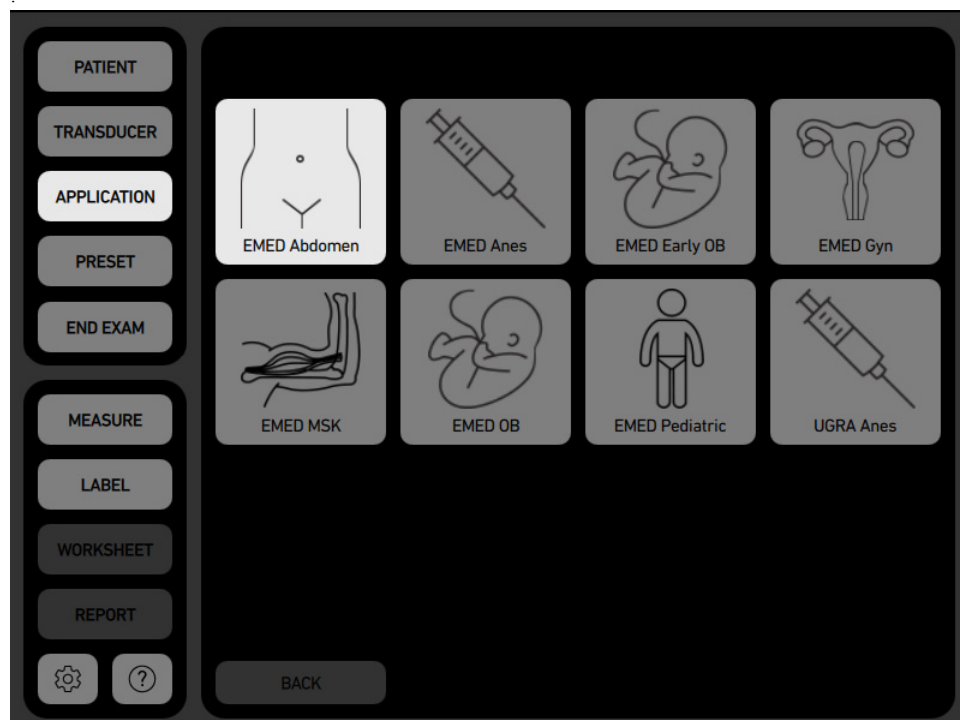 PATIENT
TRANSDUCER
APPLICATION
PRESET
END EXAM
MEASURE
LABEL
WORKSHEET
REPORT
?
EMED Abdomen
EMED Anes
EMED Early OB
EMED Gyn
EMED MSK
EMED OB
EMED Pediatric
UGRA Anes
BACK